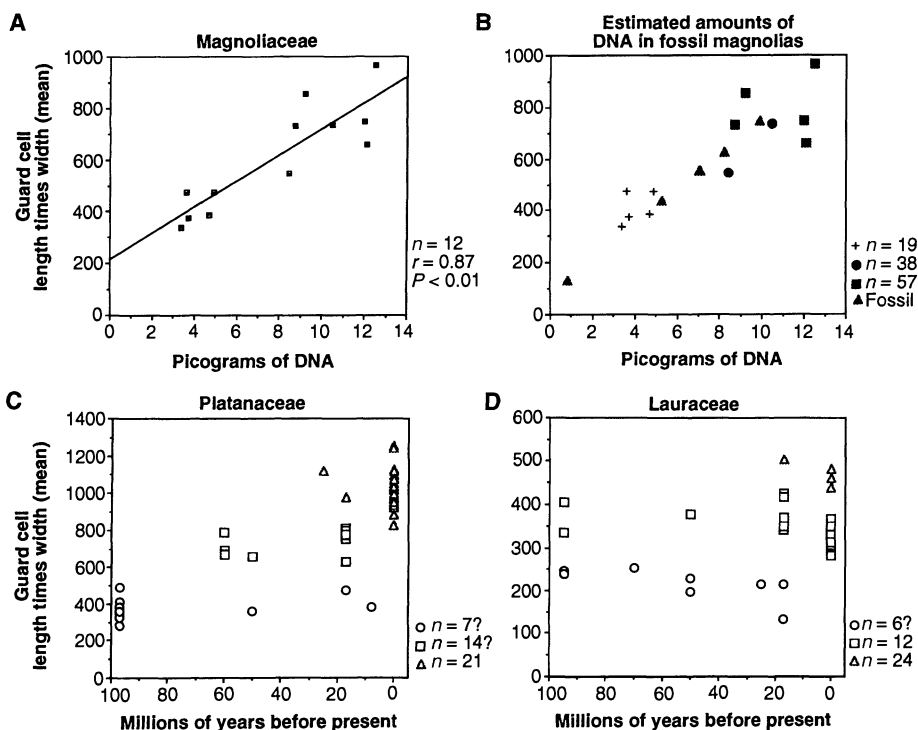 A
Magnoliaceae
Guard cell
length times width (mean)
1000
800
600
400
200
0
0 2 4 6 8 10 12 14
Picograms of DNA
n = 12
r = 0.87
P < 0.01
B
Estimated amounts of
DNA in fossil magnolias
1000
800
600
400
200
0
0 2 4 6 8 10 12 14
Picograms of DNA
n = 19
n = 38
n = 57
Fossil
C
Platanaceae
Guard cell
length times width (mean)
1400
1200
1000
800
600
400
200
0
100 80 60 40 20 0
Millions of years before present
n = 7?
n = 14?
n = 21
D
Lauraceae
600
500
400
300
200
100
0
100 80 60 40 20 0
Millions of years before present
n = 6?
n = 12
n = 24